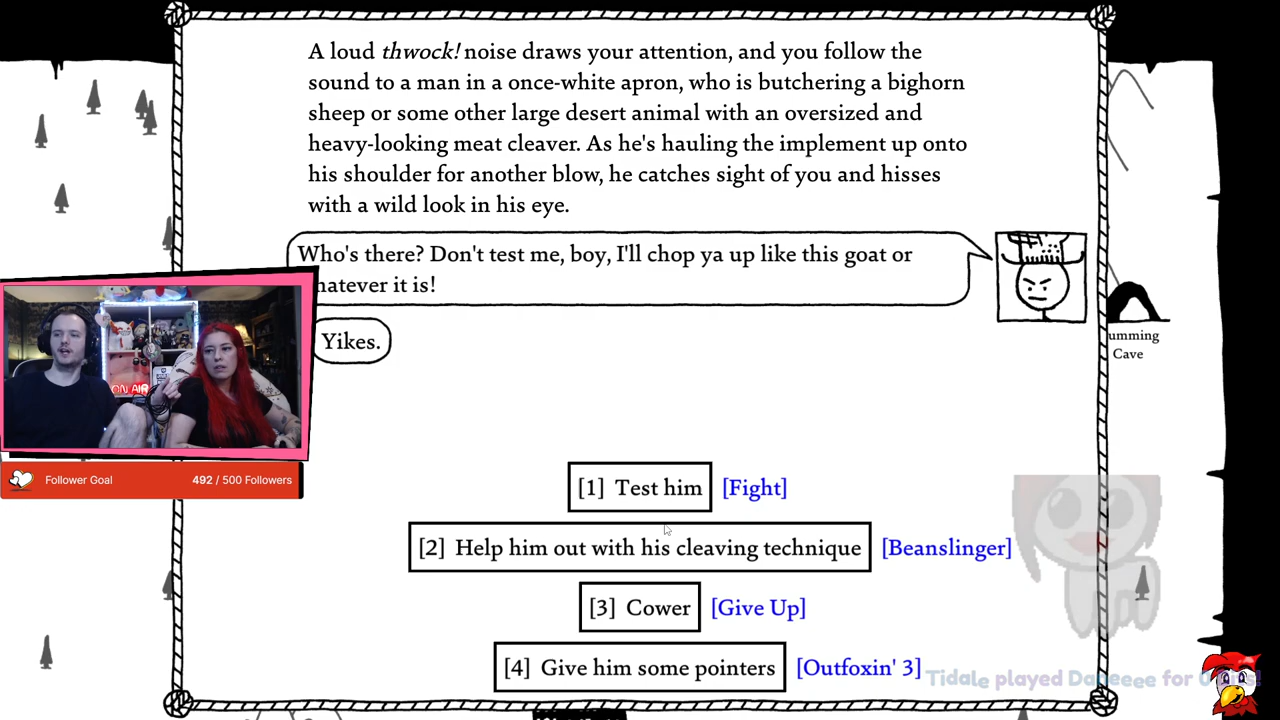 A loud thwock! noise draws your attention, and you follow the
sound to a man in a once-white apron, who is butchering a bighorn
sheep or some other large desert animal with an oversized and
heavy-looking meat cleaver. As he's hauling the implement up onto
his shoulder for another blow, he catches sight of you and hisses
with a wild look in his eye.
Who's there? Don't test me, boy, I'll chop ya up like this goat or
hatever it is!
Yikes.
umming
Cave
ON AIR
Follower Goal 492 / 500 Followers
[1] Test him [Fight]
[2] Help him out with his cleaving technique [Beanslinger]
[3] Cower [Give Up]
[4] Give him some pointers [Outfoxin' 3]
Tidale played Daneeee for